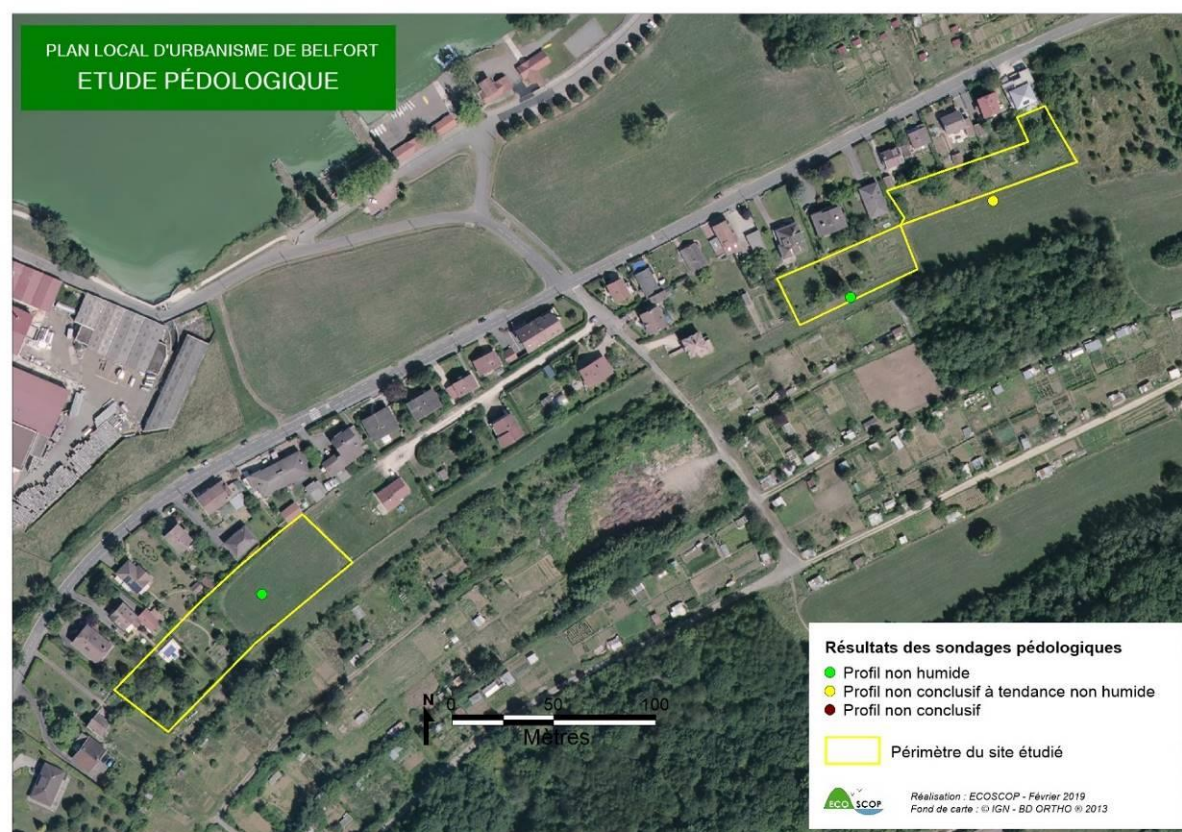 PLAN LOCAL D'URBANISME DE BELFORT
ETUDE PÉDOLOGIQUE
N
0 50 100
Mètres
Résultats des sondages pédologiques
Profil non humide
Profil non conclusif à tendance non humide
Profil non conclusif
Périmètre du site étudié
ECO SCOP
Réalisation : ECOSCOP - Février 2019
Fond de carte : © IGN - BD ORTHO ® 2013